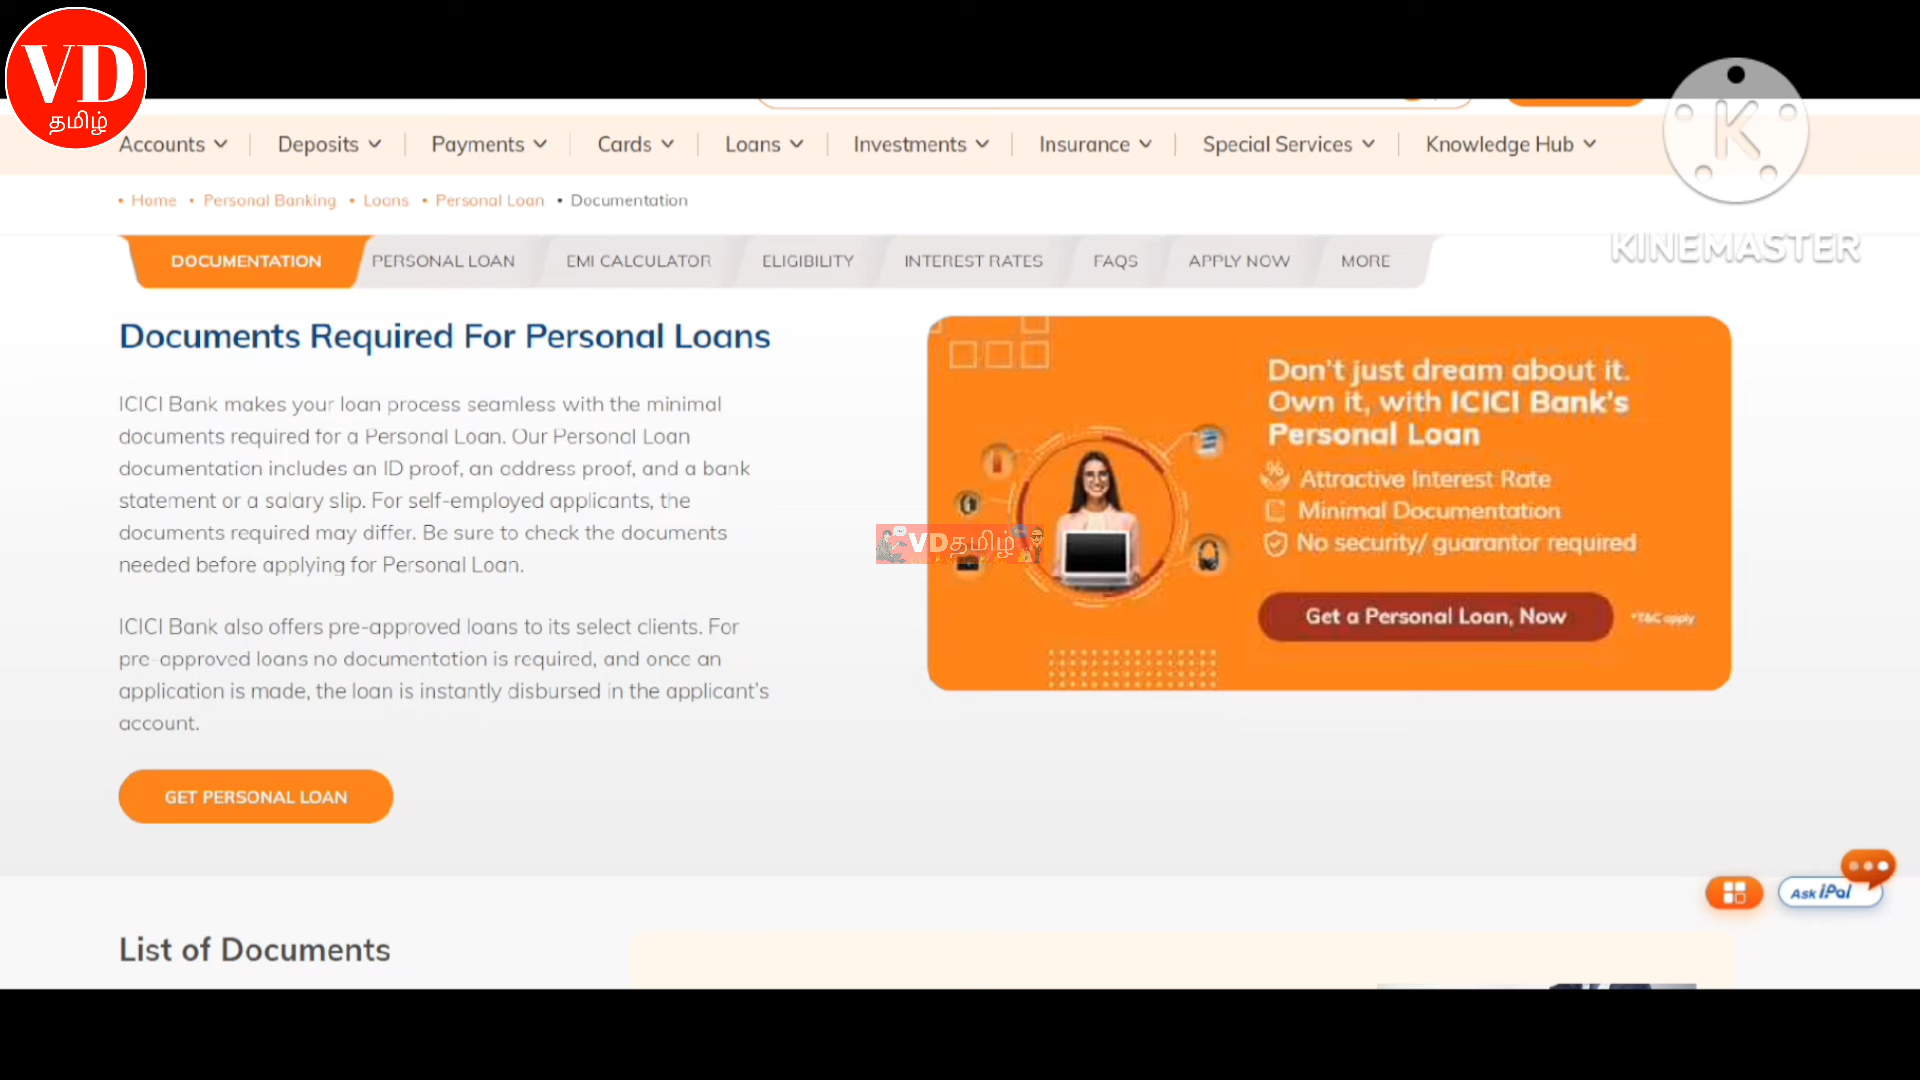 VD
தமிழ்
Accounts
Deposits
Payments
Cards
Loans
Investments
Insurance
Special Services
Knowledge Hub
K
KINEMASTER
• Home • Personal Banking • Loans • Personal Loan • Documentation
DOCUMENTATION
PERSONAL LOAN
EMI CALCULATOR
ELIGIBILITY
INTEREST RATES
FAQS
APPLY NOW
MORE
Documents Required For Personal Loans
ICICI Bank makes your loan process seamless with the minimal
documents required for a Personal Loan. Our Personal Loan
documentation includes an ID proof, an address proof, and a bank
statement or a salary slip. For self-employed applicants, the
documents required may differ. Be sure to check the documents
needed before applying for Personal Loan.
ICICI Bank also offers pre-approved loans to its select clients. For
pre-approved loans no documentation is required, and once an
application is made, the loan is instantly disbursed in the applicant's
account.
GET PERSONAL LOAN
Don't just dream about it.
Own it, with ICICI Bank's
Personal Loan
% Attractive Interest Rate
Minimal Documentation
No security/ guarantor required
Get a Personal Loan, Now
*T&C apply
VDதமிழ்
Ask iPal
List of Documents